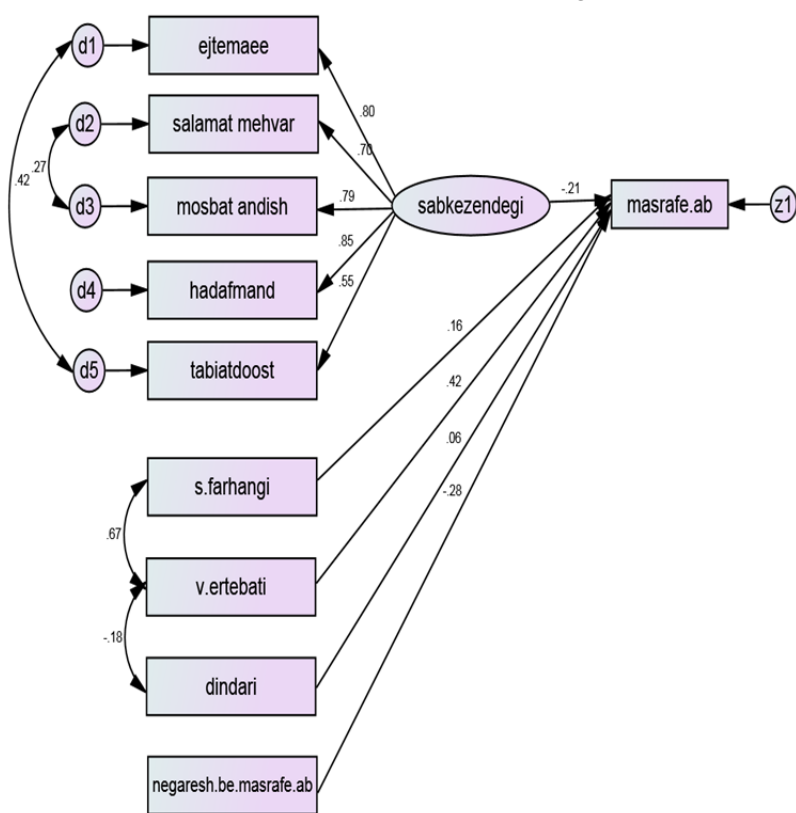 d1
ejtemaee
.80
d2
salamat mehvar
.70
.27
.42
d3
mosbat andish
.79
sabkezendegi
-.21
masrafe.ab
z1
.85
d4
hadafmand
.55
d5
tabiatdoost
.16
.42
.06
-.28
s.farhangi
.67
v.ertebati
-.18
dindari
negaresh.be.masrafe.ab